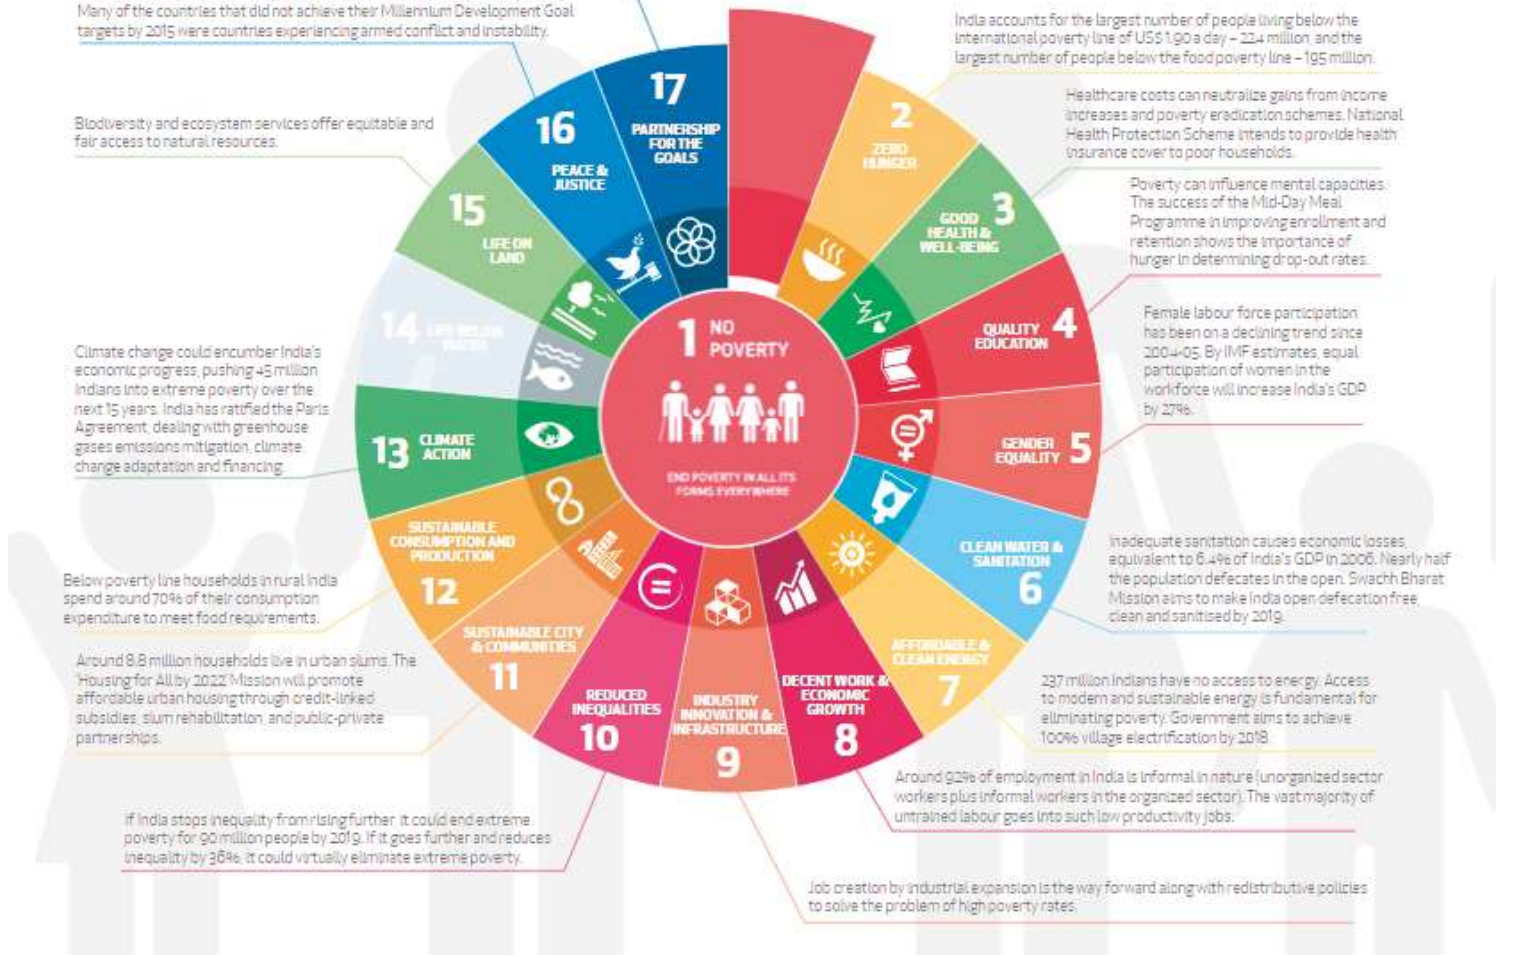 Many of the countries that did not achieve their Millennium Development Goal
targets by 2015 were countries experiencing armed conflict and instability.
India accounts for the largest number of people living below the
international poverty line of US$ 1.90 a day – 224 million, and the
largest number of people below the food poverty line – 195 million.
Healthcare costs can neutralize gains from income
increases and poverty eradication schemes. National
Health Protection Scheme intends to provide health
insurance cover to poor households.
Biodiversity and ecosystem services offer equitable and
fair access to natural resources.
Poverty can influence mental capacities.
The success of the Mid-Day Meal
Programme in improving enrollment and
retention shows the importance of
hunger in determining drop-out rates.
Female labour force participation
has been on a declining trend since
2004-05. By IMF estimates, equal
participation of women in the
workforce will increase India's GDP
by 27%.
Climate change could encumber India's
economic progress, pushing 45 million
Indians into extreme poverty over the
next 15 years. India has ratified the Paris
Agreement, dealing with greenhouse
gases emissions mitigation, climate
change adaptation and financing.
Inadequate sanitation causes economic losses,
equivalent to 6.4% of India's GDP in 2006. Nearly half
the population defecates in the open. Swachh Bharat
Mission aims to make India open defecation free,
clean and sanitised by 2019.
Below poverty line households in rural India
spend around 70% of their consumption
expenditure to meet food requirements.
Around 8.8 million households live in urban slums. The
'Housing for All by 2022' Mission will promote
affordable urban housing through credit-linked
subsidies, slum rehabilitation, and public-private
partnerships.
237 million Indians have no access to energy. Access
to modern and sustainable energy is fundamental for
eliminating poverty. Government aims to achieve
100% village electrification by 2018.
Around 92% of employment in India is informal in nature (unorganized sector
workers plus informal workers in the organized sector). The vast majority of
untrained labour goes into such low productivity jobs.
If India stops inequality from rising further, it could end extreme
poverty for 90 million people by 2019. If it goes further and reduces
inequality by 36%, it could virtually eliminate extreme poverty.
Job creation by industrial expansion is the way forward along with redistributive policies
to solve the problem of high poverty rates.
1 NO
POVERTY
END POVERTY IN ALL ITS
FORMS EVERYWHERE
2
ZERO
HUNGER
3
GOOD
HEALTH &
WELL-BEING
4
QUALITY
EDUCATION
5
GENDER
EQUALITY
CLEAN WATER &
SANITATION
6
AFFORDABLE &
CLEAN ENERGY
7
DECENT WORK &
ECONOMIC
GROWTH
8
INDUSTRY
INNOVATION &
INFRASTRUCTURE
9
REDUCED
INEQUALITIES
10
SUSTAINABLE CITY
& COMMUNITIES
11
SUSTAINABLE
CONSUMPTION AND
PRODUCTION
12
13 CLIMATE
ACTION
14 LIFE BELOW
WATER
15
LIFE ON
LAND
16
PEACE &
JUSTICE
17
PARTNERSHIP
FOR THE
GOALS